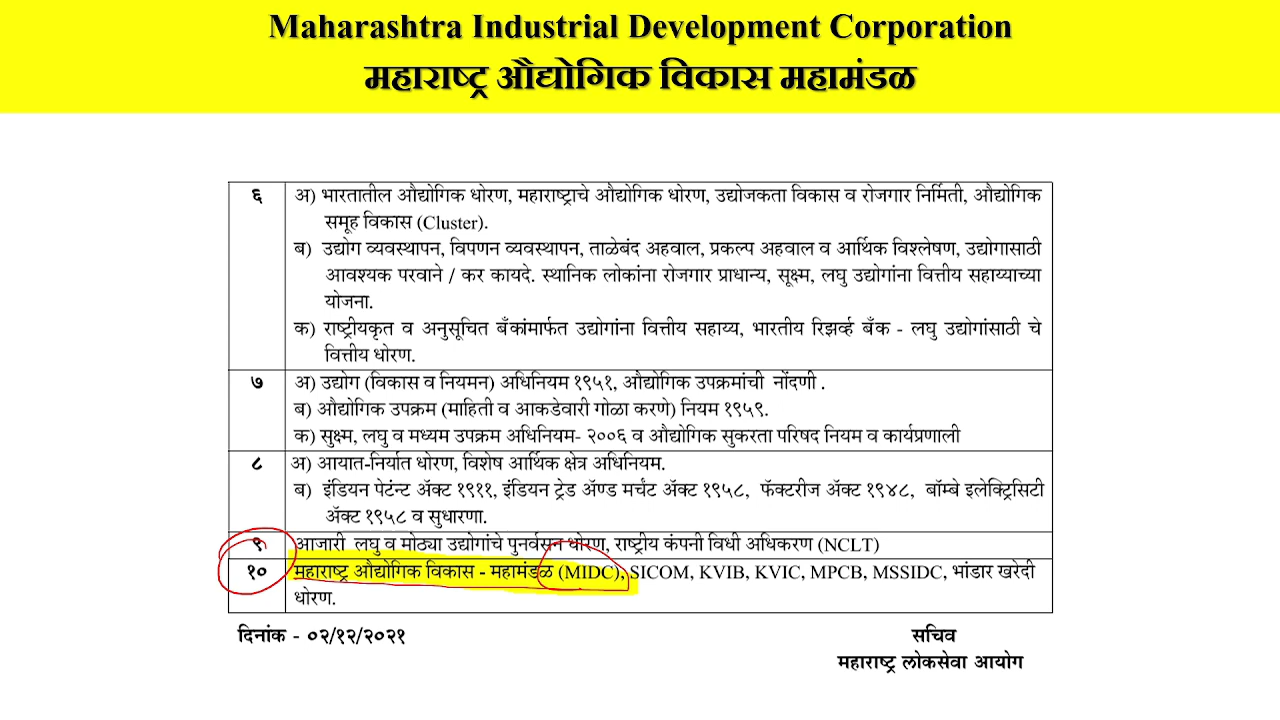 Maharashtra Industrial Development Corporation
महाराष्ट्र औद्योगिक विकास महामंडळ
६ अ) भारतातील औद्योगिक धोरण, महाराष्ट्राचे औद्योगिक धोरण, उद्योजकता विकास व रोजगार निर्मिती, औद्योगिक
समूह विकास (Cluster).
ब) उद्योग व्यवस्थापन, विपणन व्यवस्थापन, ताळेबंद अहवाल, प्रकल्प अहवाल व आर्थिक विश्लेषण, उद्योगासाठी
आवश्यक परवाने / कर कायदे. स्थानिक लोकांना रोजगार प्राधान्य, सूक्ष्म, लघु उद्योगांना वित्तीय सहाय्याच्या
योजना.
क) राष्ट्रीयकृत व अनुसूचित बँकांमार्फत उद्योगांना वित्तीय सहाय्य, भारतीय रिझर्व्ह बँक - लघु उद्योगांसाठी चे
वित्तीय धोरण.
७ अ) उद्योग (विकास व नियमन) अधिनियम १९५१, औद्योगिक उपक्रमांची नोंदणी .
ब) औद्योगिक उपक्रम (माहिती व आकडेवारी गोळा करणे) नियम १९५९.
क) सुक्ष्म, लघु व मध्यम उपक्रम अधिनियम- २००६ व औद्योगिक सुकरता परिषद नियम व कार्यप्रणाली
८ अ) आयात-निर्यात धोरण, विशेष आर्थिक क्षेत्र अधिनियम.
ब) इंडियन पेटंन्ट ॲक्ट १९११, इंडियन ट्रेड ॲण्ड मर्चंट ॲक्ट १९५८, फॅक्टरीज ॲक्ट १९४८, बॉम्बे इलेक्ट्रिसिटी
ॲक्ट १९५८ व सुधारणा.
९ आजारी लघु व मोठ्या उद्योगांचे पुनर्वसन धोरण, राष्ट्रीय कंपनी विधी अधिकरण (NCLT)
१० महाराष्ट्र औद्योगिक विकास - महामंडळ (MIDC), SICOM, KVIB, KVIC, MPCB, MSSIDC, भांडार खरेदी
धोरण.
दिनांक - ०२/१२/२०२१ सचिव
महाराष्ट्र लोकसेवा आयोग